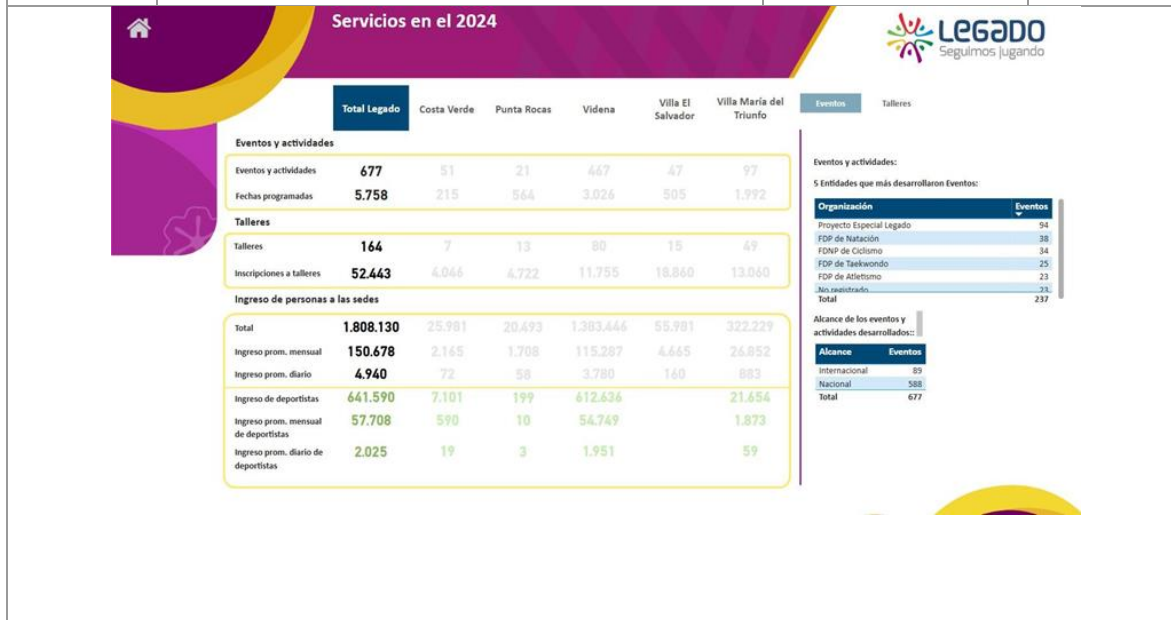 Servicios en el 2024
LEGADO
Seguimos jugando
Total Legado Costa Verde Punta Rocas Videna Villa El Salvador Villa María del Triunfo
Eventos Talleres
Eventos y actividades
Eventos y actividades 677 51 21 467 47 97
Fechas programadas 5.758 215 564 3.026 505 1.992
Talleres
Talleres 164 7 13 80 15 49
Inscripciones a talleres 52.443 4.046 4.722 11.755 18.860 13.060
Ingreso de personas a las sedes
Total 1.808.130 25.981 20.493 1.383.446 55.981 322.229
Ingreso prom. mensual 150.678 2.165 1.708 115.287 4.665 26.852
Ingreso prom. diario 4.940 72 58 3.780 160 883
Ingreso de deportistas 641.590 7.101 199 612.636 21.654
Ingreso prom. mensual de deportistas 57.708 590 10 54.749 1.873
Ingreso prom. diario de deportistas 2.025 19 3 1.951 59
Eventos y actividades:
5 Entidades que más desarrollaron Eventos:
Organización Eventos
Proyecto Especial Legado 94
FDP de Natación 38
FDNP de Ciclismo 34
FDP de Taekwondo 25
FDP de Atletismo 23
No registrado 23
Total 237
Alcance de los eventos y
actividades desarrollados::
Alcance Eventos
Internacional 89
Nacional 588
Total 677